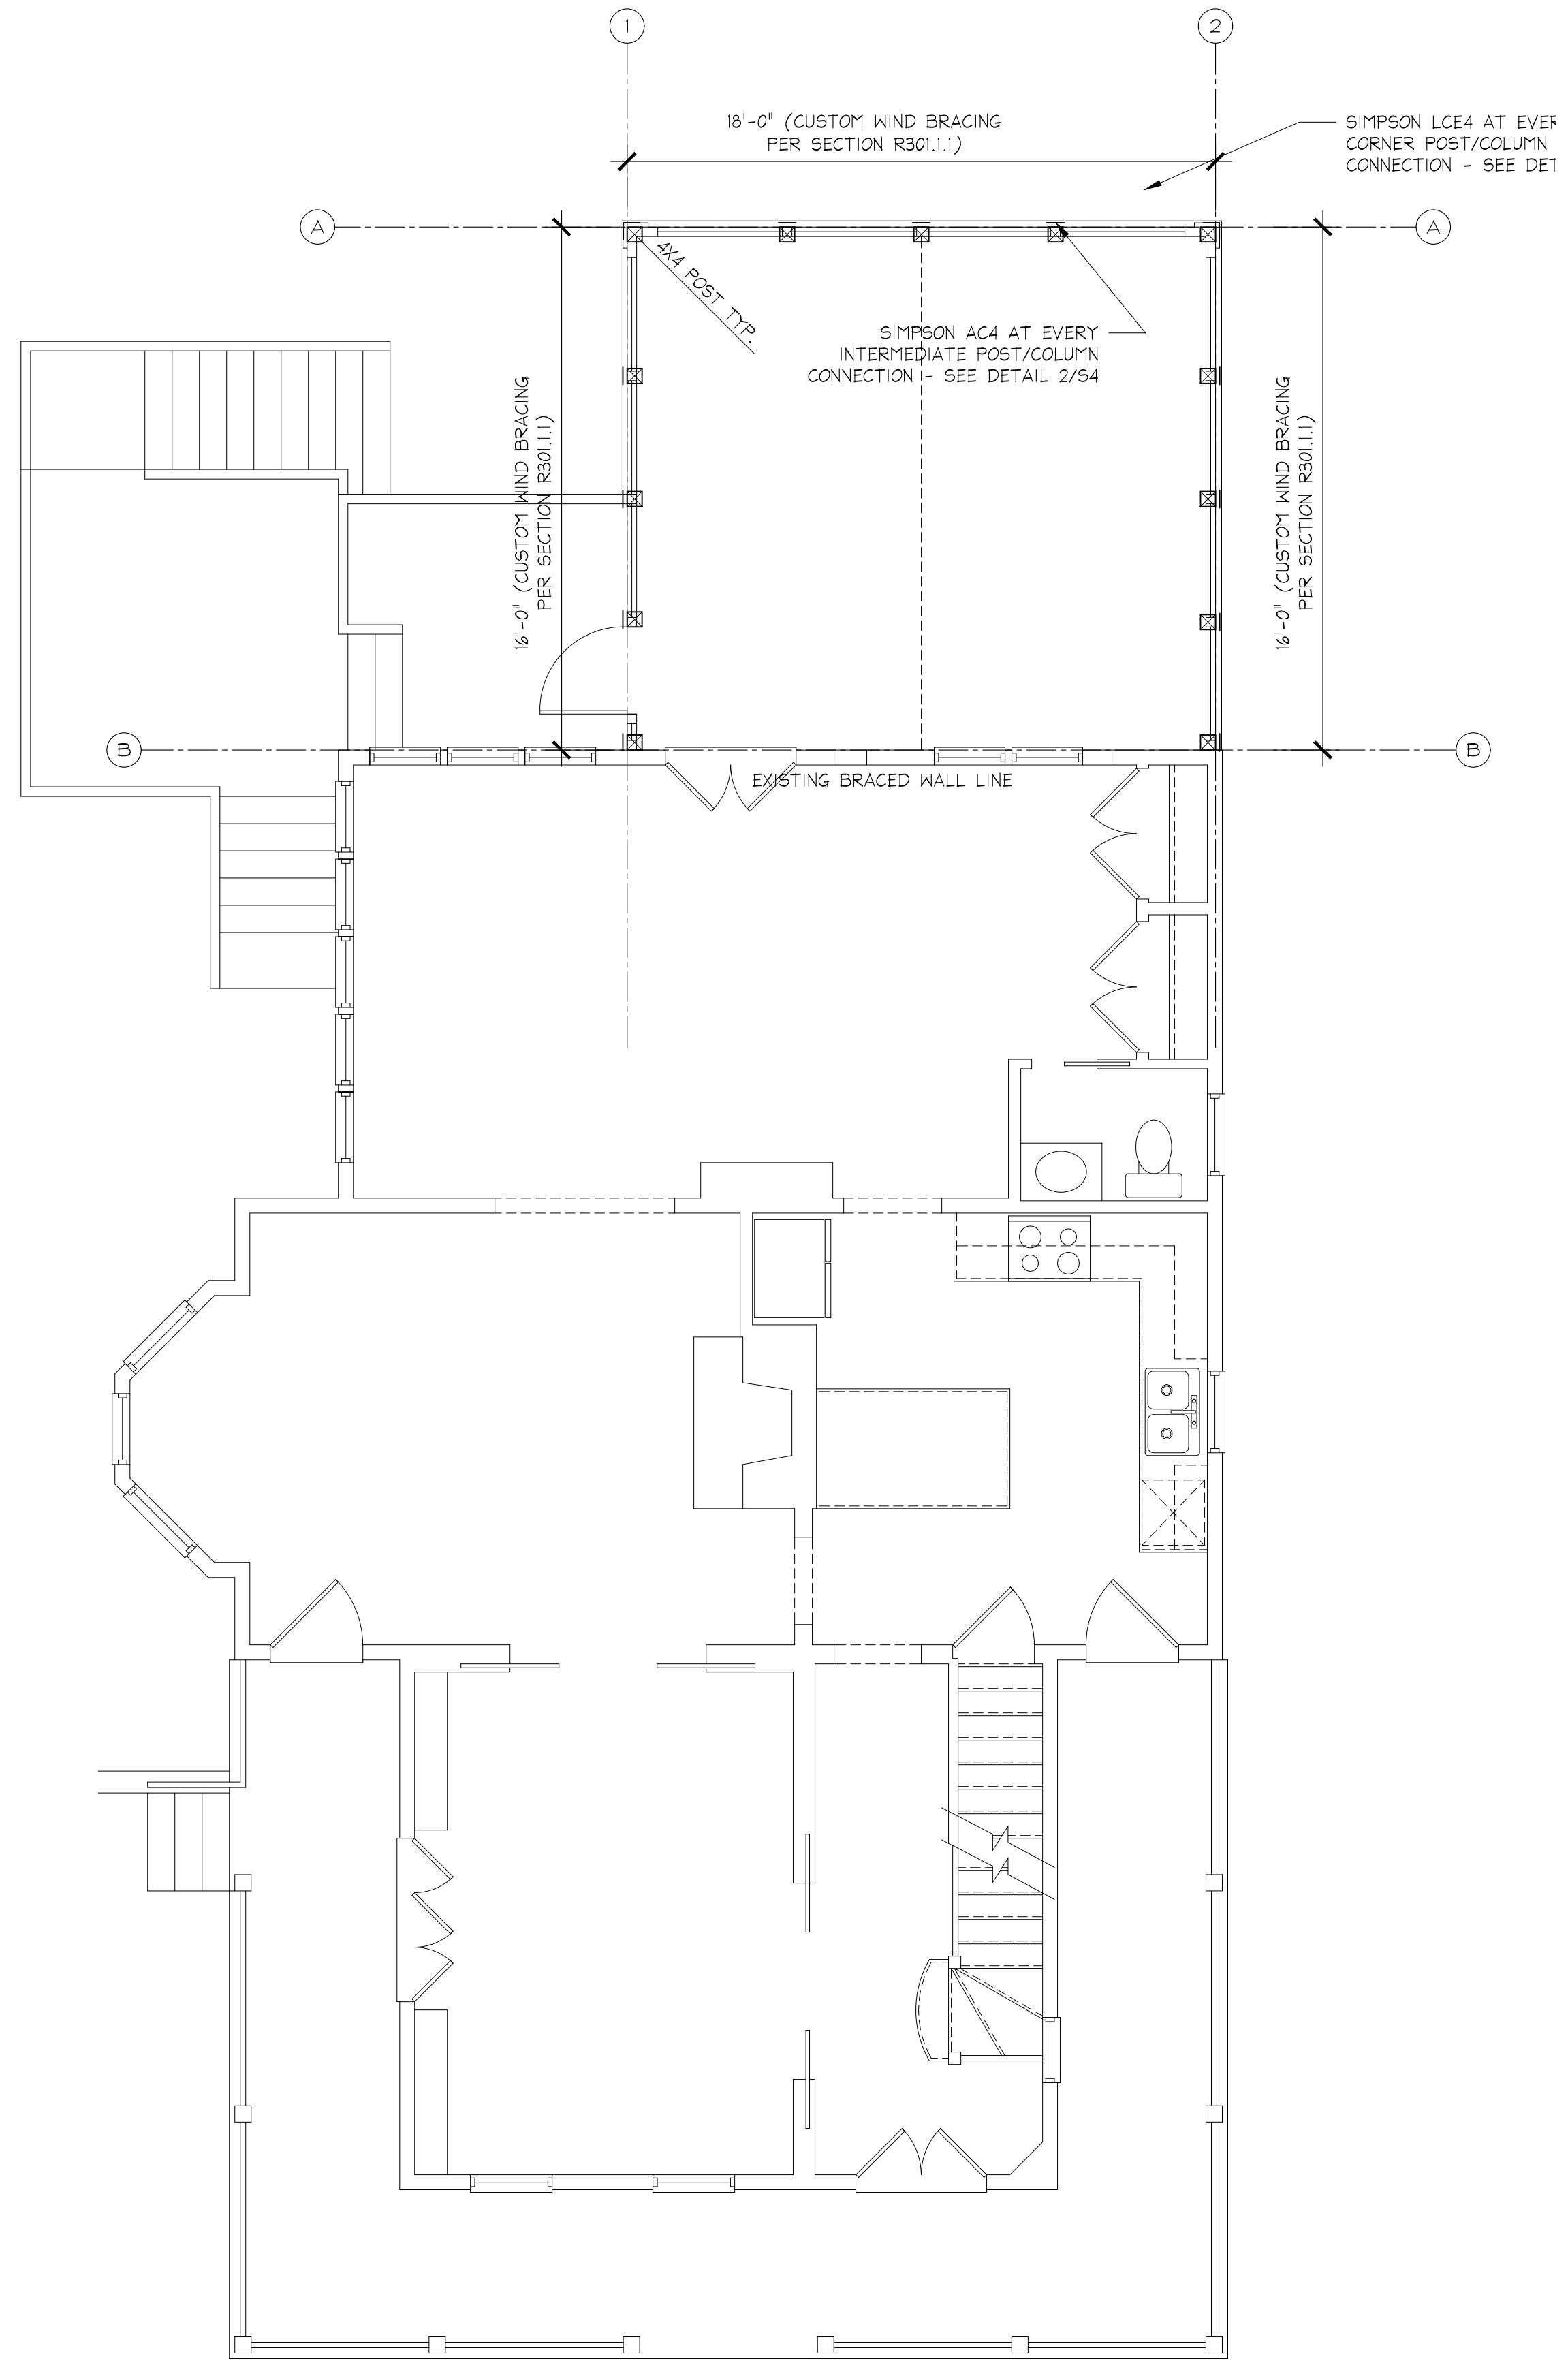 1
2
18'-0" (CUSTOM WIND BRACING
PER SECTION R301.1.1)
SIMPSON LCE4 AT
CORNER POST/COLUMN
CONNECTION - SEE
A
A
4X4 POST TYP.
SIMPSON AC4 AT EVERY
INTERMEDIATE POST/COLUMN
CONNECTION - SEE DETAIL 2/S4
16'-0" (CUSTOM WIND BRACING
PER SECTION R301.1.1)
16'-0" (CUSTOM WIND BRACING
PER SECTION R301.1.1)
B
B
EXISTING BRACED WALL LINE